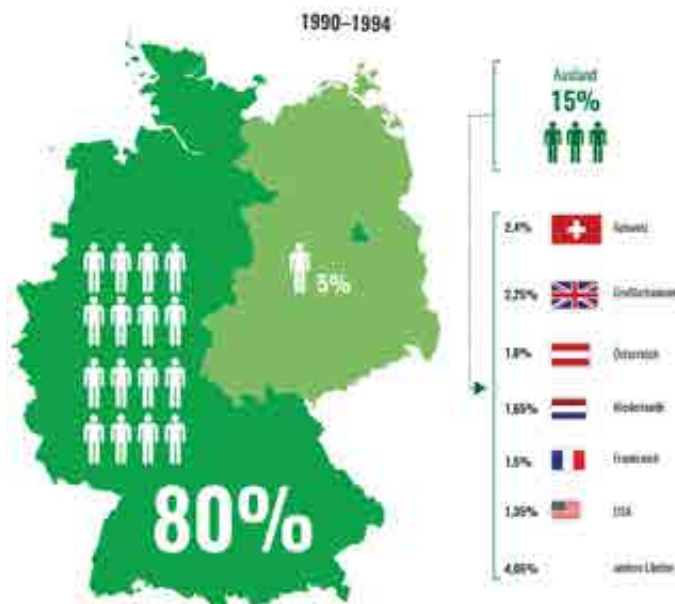 1990–1994
Ausland
15%
5%
80%
2,4% Schweiz
2,25% Großbritannien
1,8% Österreich
1,65% Niederlande
1,5% Frankreich
1,35% USA
4,05% andere Länder